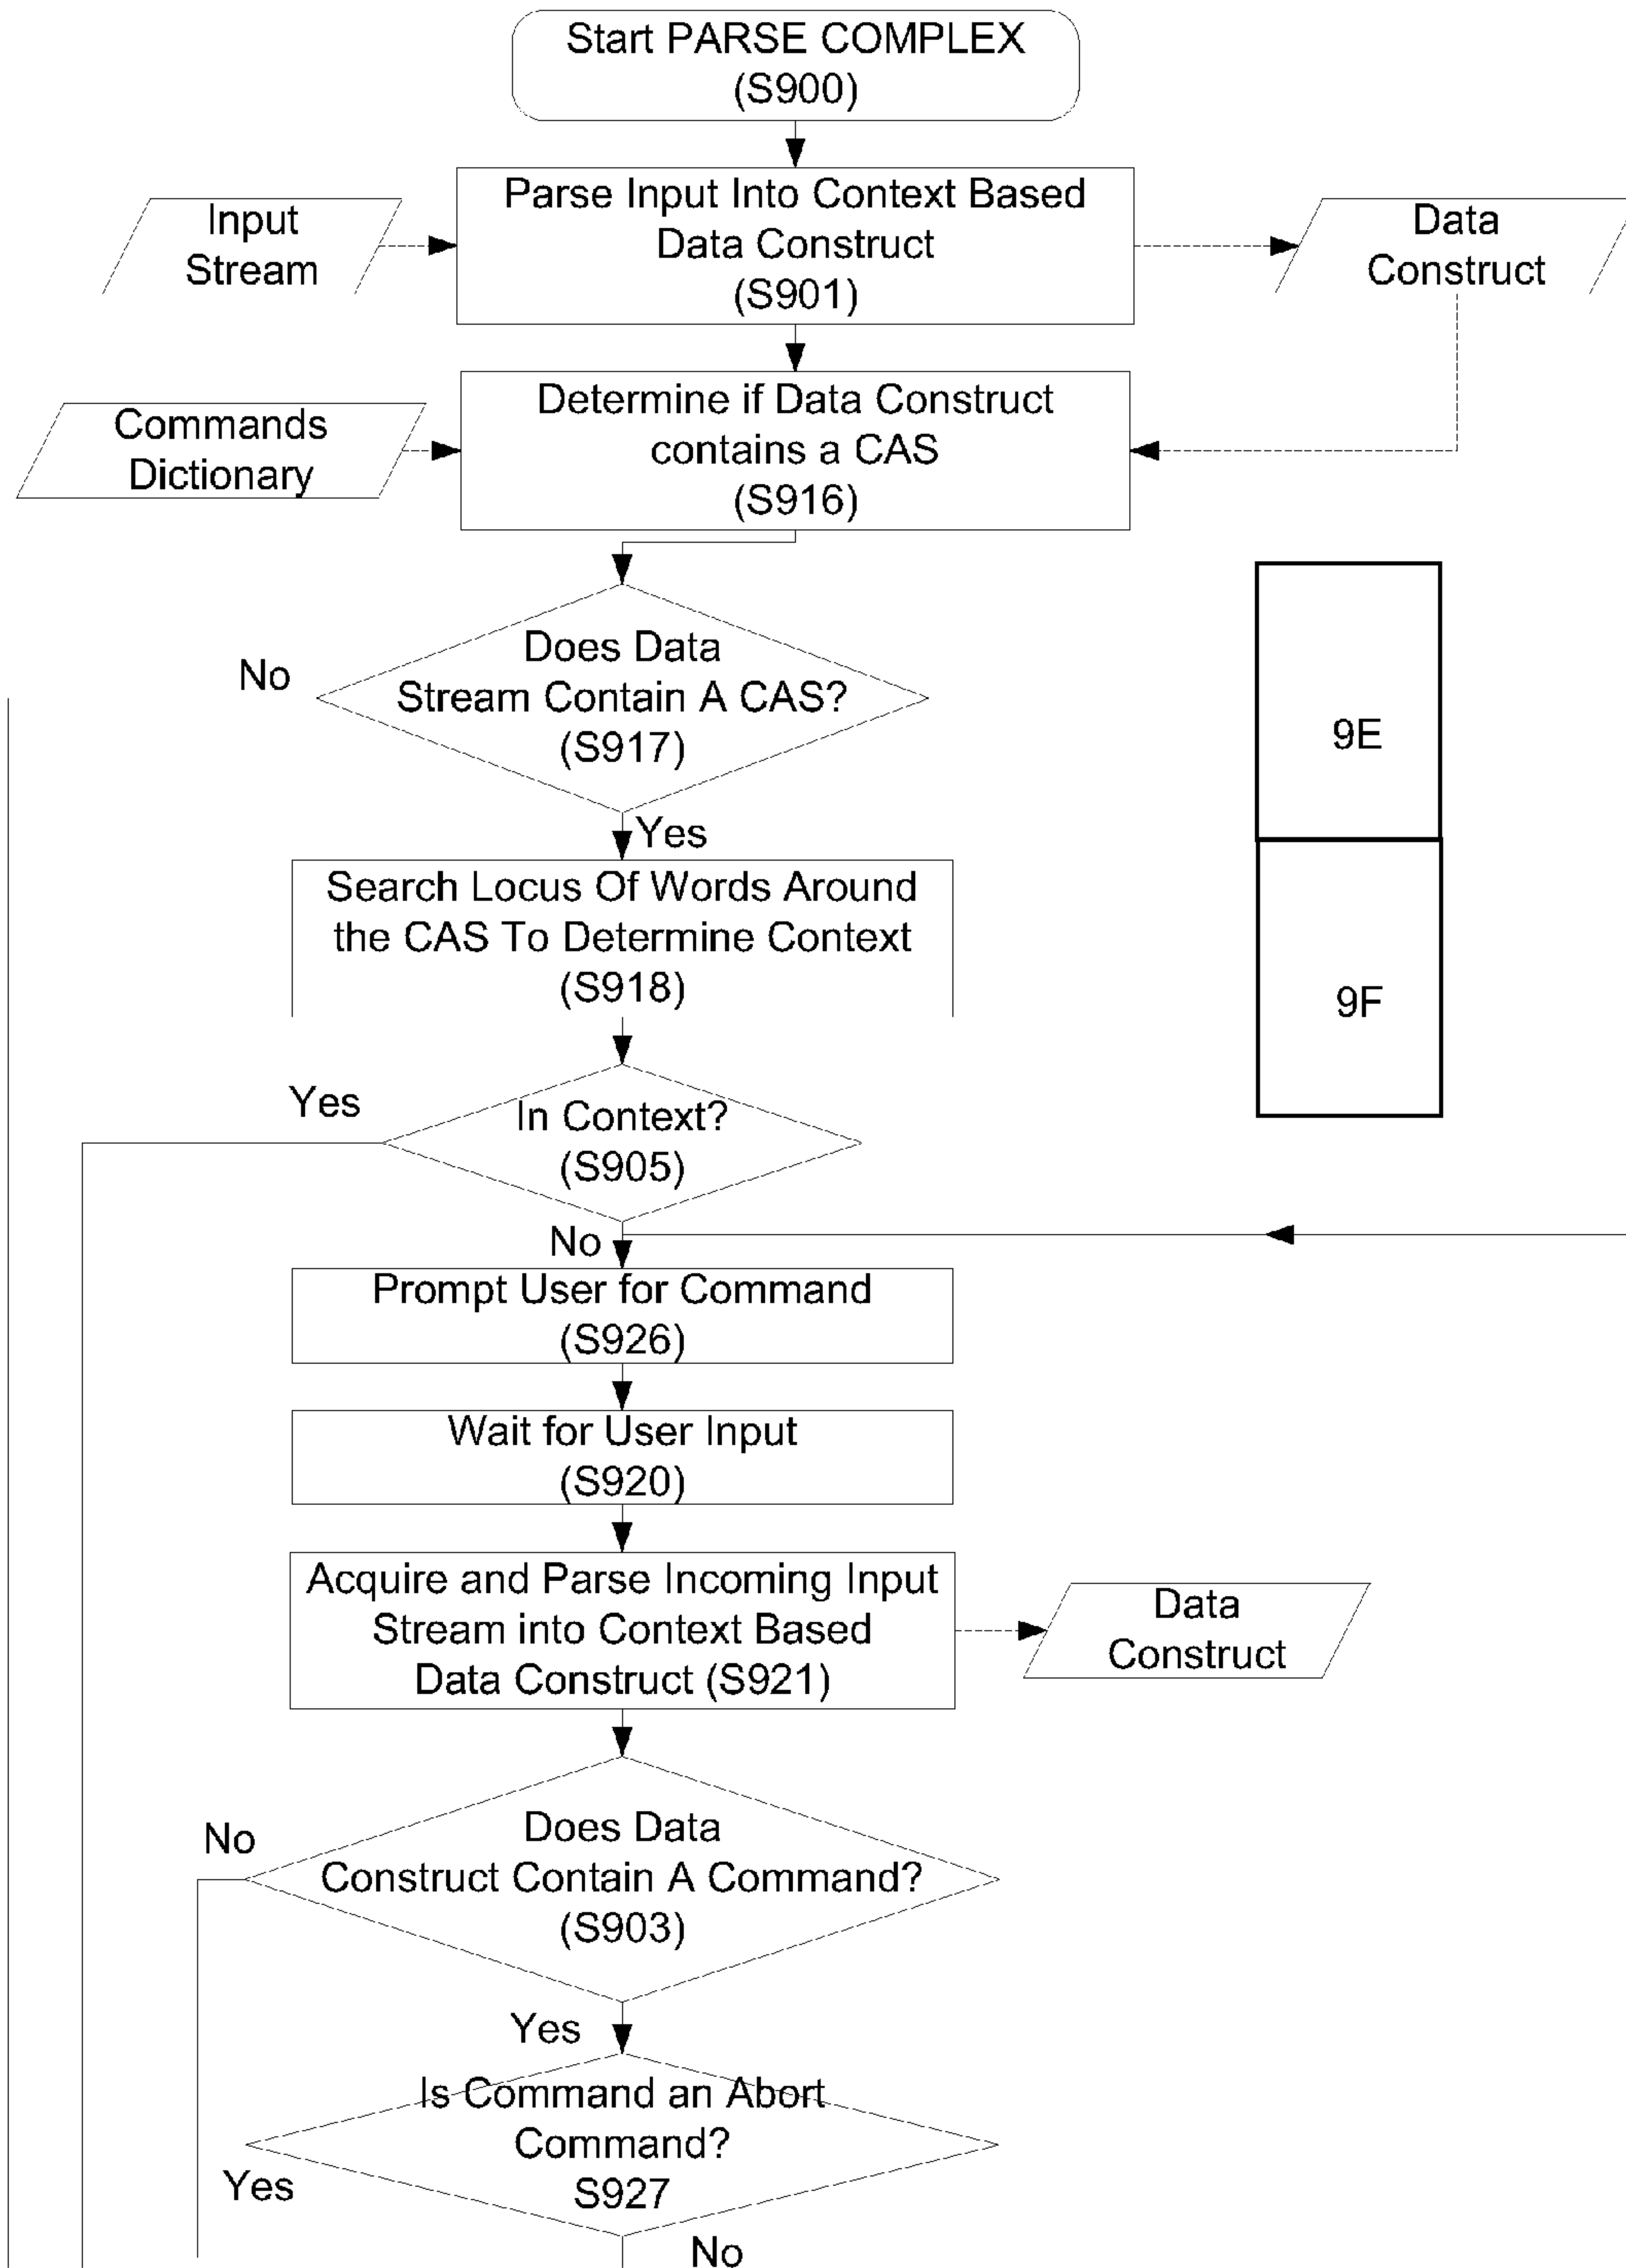 Start PARSE COMPLEX
(S900)
Input
Stream
Parse Input Into Context Based
Data Construct
(S901)
Data
Construct
Commands
Dictionary
Determine if Data Construct
contains a CAS
(S916)
No
Does Data
Stream Contain A CAS?
(S917)
9E
Yes
Search Locus Of Words Around
the CAS To Determine Context
(S918)
9F
Yes
In Context?
(S905)
No
Prompt User for Command
(S926)
Wait for User Input
(S920)
Acquire and Parse Incoming Input
Stream into Context Based
Data Construct (S921)
Data
Construct
No
Does Data
Construct Contain A Command?
(S903)
Yes
Is Command an Abort
Command?
S927
Yes
No